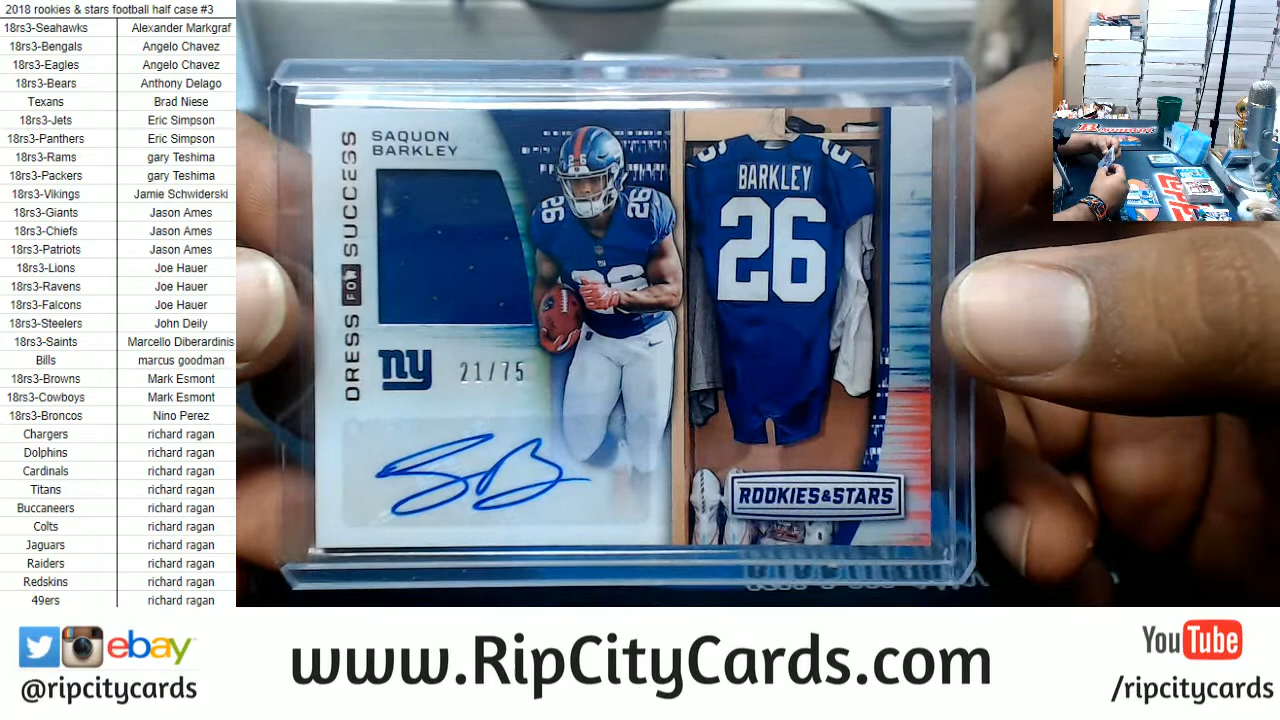 2018 rookies & stars football half case #3
18rs3-Seahawks Alexander Markgraf
18rs3-Bengals Angelo Chavez
18rs3-Eagles Angelo Chavez
18rs3-Bears Anthony Delago
Texans Brad Niese
18rs3-Jets Eric Simpson
18rs3-Panthers Eric Simpson
18rs3-Rams gary Teshima
18rs3-Packers gary Teshima
18rs3-Vikings Jamie Schwiderski
18rs3-Giants Jason Ames
18rs3-Chiefs Jason Ames
18rs3-Patriots Jason Ames
18rs3-Lions Joe Hauer
18rs3-Ravens Joe Hauer
18rs3-Falcons Joe Hauer
18rs3-Steelers John Deily
18rs3-Saints Marcello Diberardinis
Bills marcus goodman
18rs3-Browns Mark Esmont
18rs3-Cowboys Mark Esmont
18rs3-Broncos Nino Perez
Chargers richard ragan
Dolphins richard ragan
Cardinals richard ragan
Titans richard ragan
Buccaneers richard ragan
Colts richard ragan
Jaguars richard ragan
Raiders richard ragan
Redskins richard ragan
49ers richard ragan
DRESS FOR SUCCESS
SAQUON
BARKLEY
ny
21/75
26
26
26
BARKLEY
26
ROOKIES&STARS
ebay
@ripcitycards
www.RipCityCards.com
YouTube
/ripcitycards